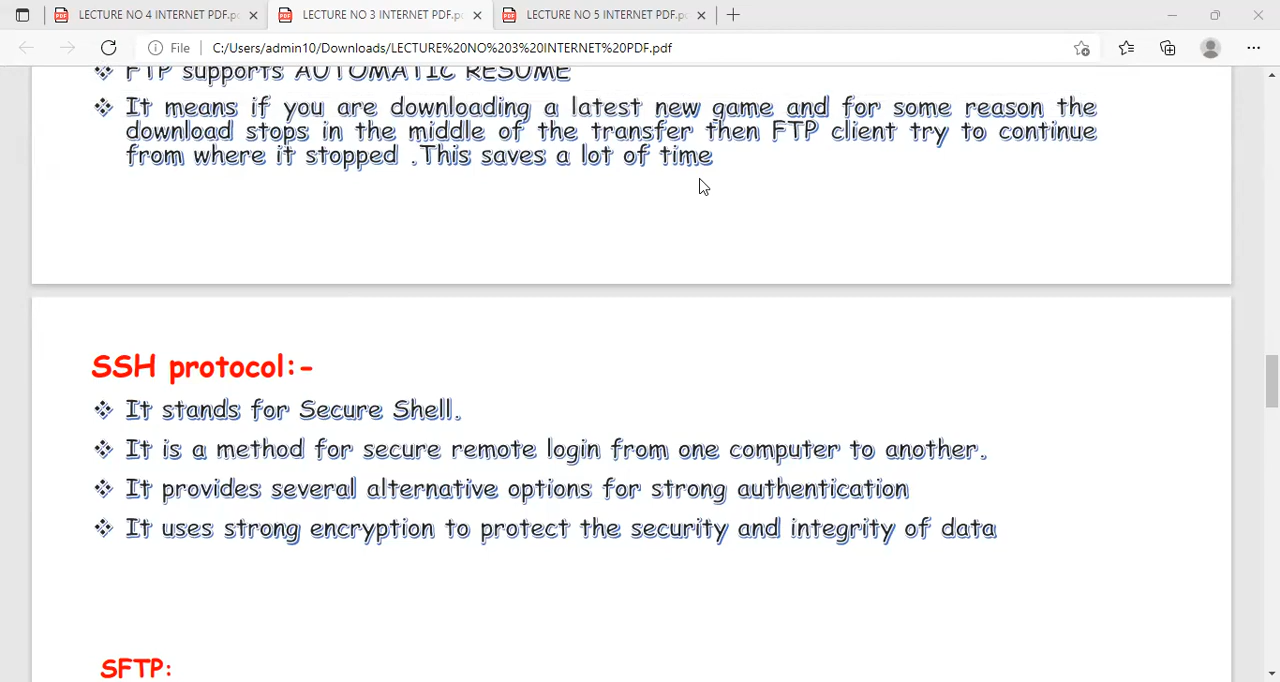 LECTURE NO 4 INTERNET PDF.p
LECTURE NO 3 INTERNET PDF.p
LECTURE NO 5 INTERNET PDF.p
File
C:/Users/admin10/Downloads/LECTURE%20NO%203%20INTERNET%20PDF.pdf
❖ FTP supports AUTOMATIC RESUME
❖ It means if you are downloading a latest new game and for some reason the
download stops in the middle of the transfer then FTP client try to continue
from where it stopped .This saves a lot of time
SSH protocol:-
❖ It stands for Secure Shell.
❖ It is a method for secure remote login from one computer to another.
❖ It provides several alternative options for strong authentication
❖ It uses strong encryption to protect the security and integrity of data
SFTP: